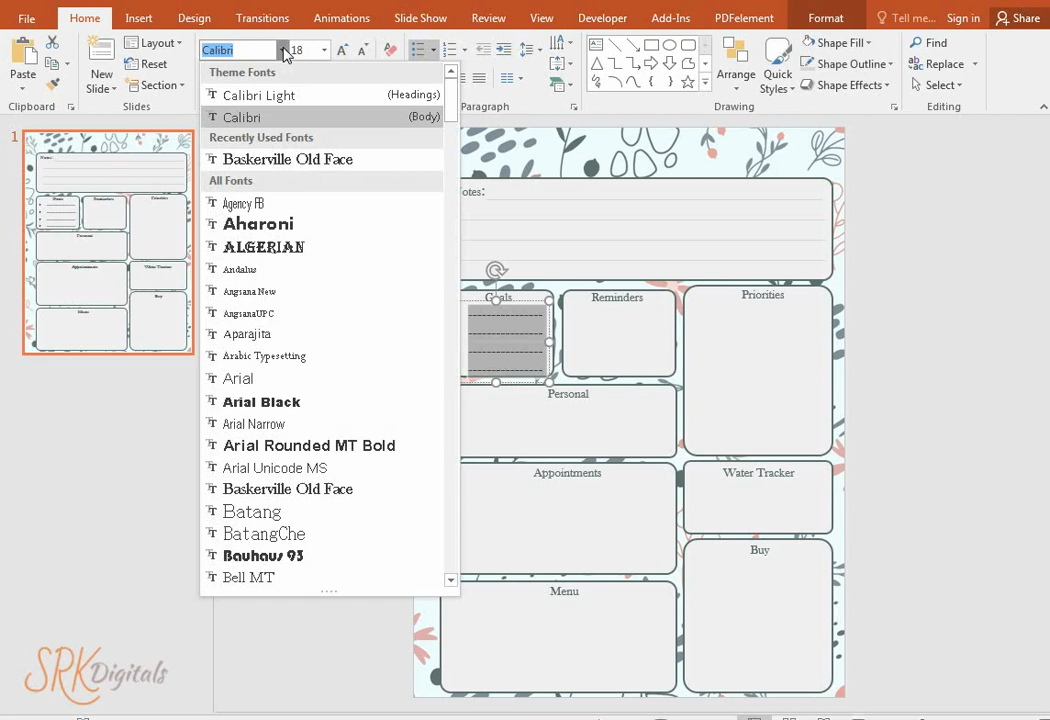 File
Home
Insert
Design
Transitions
Animations
Slide Show
Review
View
Developer
Add-Ins
PDFelement
Format
Tell me...
Sign in
Share
Paste
New
Slide
Layout
Reset
Section
Calibri
18
Shape Fill
Shape Outline
Shape Effects
Arrange
Quick
Styles
Find
Replace
Select
Clipboard
Slides
Paragraph
Drawing
Editing
Theme Fonts
Calibri Light (Headings)
Calibri (Body)
Recently Used Fonts
Baskerville Old Face
All Fonts
Agency FB
Aharoni
ALGERIAN
Andalus
Angsana New
AngsanaUPC
Aparajita
Arabic Typesetting
Arial
Arial Black
Arial Narrow
Arial Rounded MT Bold
Arial Unicode MS
Baskerville Old Face
Batang
BatangChe
Bauhaus 93
Bell MT
1
Notes:
Goals
Reminders
Priorities
Personal
Appointments
Water Tracker
Buy
Menu
SRK Digitals